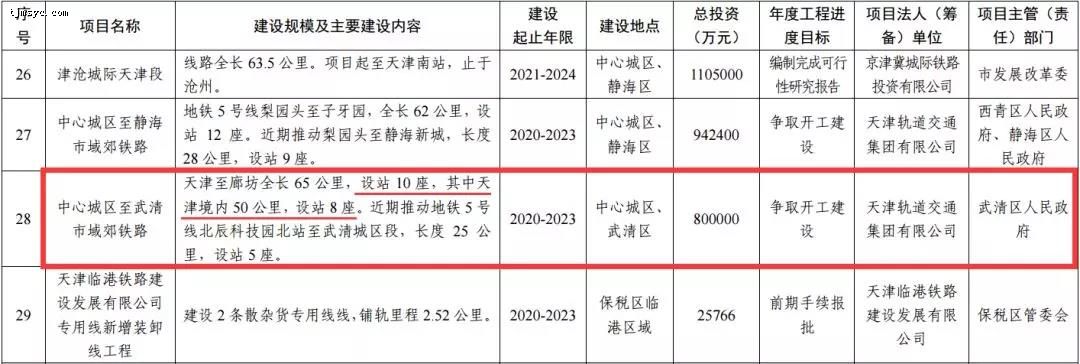 tjmsyc.com
序号
项目名称
建设规模及主要建设内容
建设
起止年限
建设地点
总投资
(万元)
年度工程进
度目标
项目法人（筹
备）单位
项目主管（责
任）部门
26
津沧城际天津段
线路全长 63.5 公里。项目起至天津南站，止于
沧州。
2021-2024
中心城区、
静海区
1105000
编制完成可行
性研究报告
京津冀城际铁路
投资有限公司
市发展改革委
27
中心城区至静海
市域郊铁路
地铁 5 号线梨园头至子牙园，全长 62 公里，设
站 12 座。近期推动梨园头至静海新城，长度
28 公里，设站 9 座。
2020-2023
中心城区、
静海区
942400
争取开工建
设
天津轨道交通
集团有限公司
西青区人民政
府、静海区人
民政府
28
中心城区至武清
市域郊铁路
天津至廊坊全长 65 公里，设站 10 座，其中天
津境内 50 公里，设站 8 座。近期推动地铁 5 号
线北辰科技园北站至武清城区段，长度 25 公
里，设站 5 座。
2020-2023
中心城区、
武清区
800000
争取开工建
设
天津轨道交通
集团有限公司
武清区人民政
府
29
天津临港铁路建
设发展有限公司
专用线新增装卸
线工程
建设 2 条散杂货专用线线，铺轨里程 2.52 公里。
2020-2023
保税区临
港区域
25766
前期手续报
批
天津临港铁路
建设发展有限
公司
保税区管委会